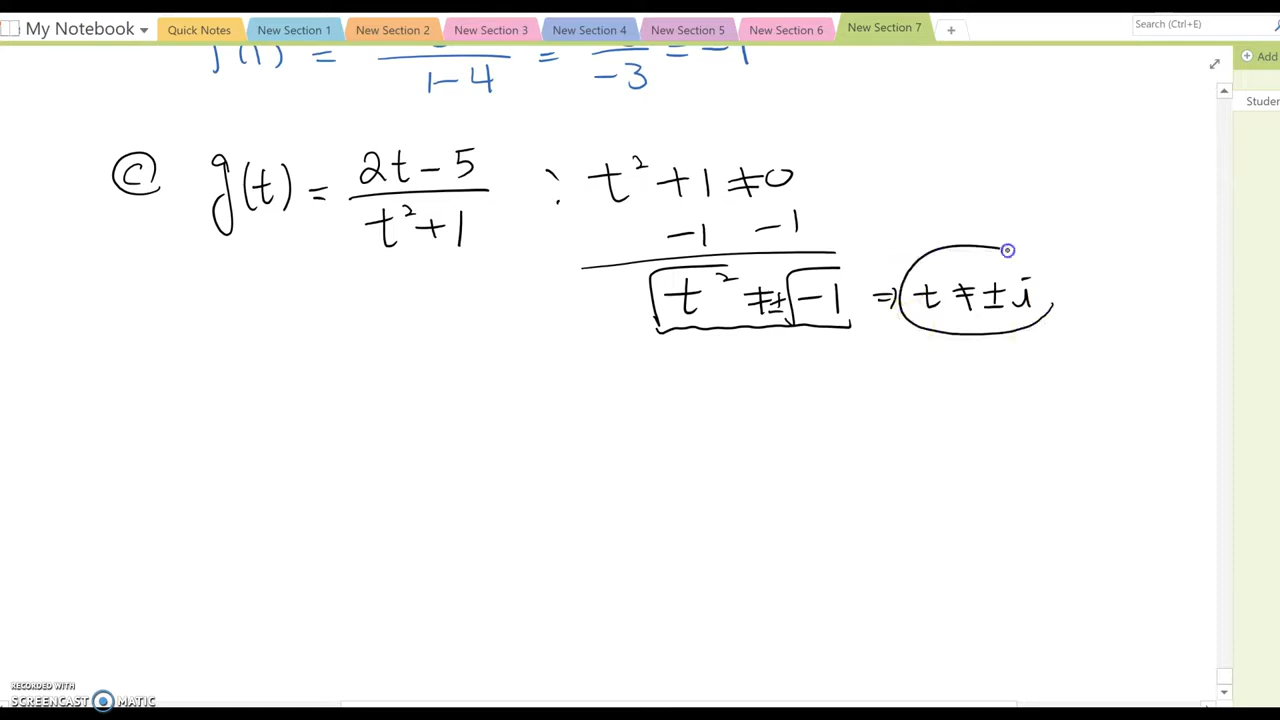 My Notebook Quick Notes New Section 1 New Section 2 New Section 3 New Section 4 New Section 5 New Section 6 New Section 7 + Search (Ctrl+E)
Add
f(1) = 1-4 = -3 = -1
Studer
ⓒ g(t) = 2t-5 / t²+1 : t²+1≠0
-1 -1
√t² ≠ ±√-1 ⇒ t ≠ ±i
RECORDED WITH
SCREENCAST MATIC